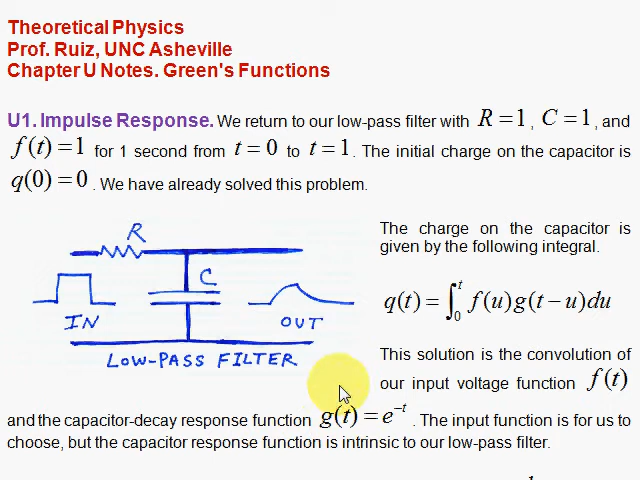 Theoretical Physics
Prof. Ruiz, UNC Asheville
Chapter U Notes. Green's Functions
U1. Impulse Response. We return to our low-pass filter with R = 1 , C = 1 , and
f(t) = 1 for 1 second from t = 0 to t = 1 . The initial charge on the capacitor is
q(0) = 0 . We have already solved this problem.
R
C
IN
OUT
LOW-PASS FILTER
The charge on the capacitor is
given by the following integral.
q(t) = ∫₀ᵗ f(u)g(t − u)du
This solution is the convolution of
our input voltage function f(t)
and the capacitor-decay response function g(t) = e⁻ᵗ . The input function is for us to
choose, but the capacitor response function is intrinsic to our low-pass filter.